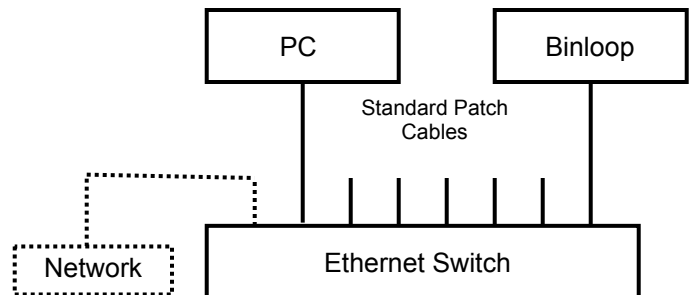 PC
Binloop
Standard Patch
Cables
Network
Ethernet Switch